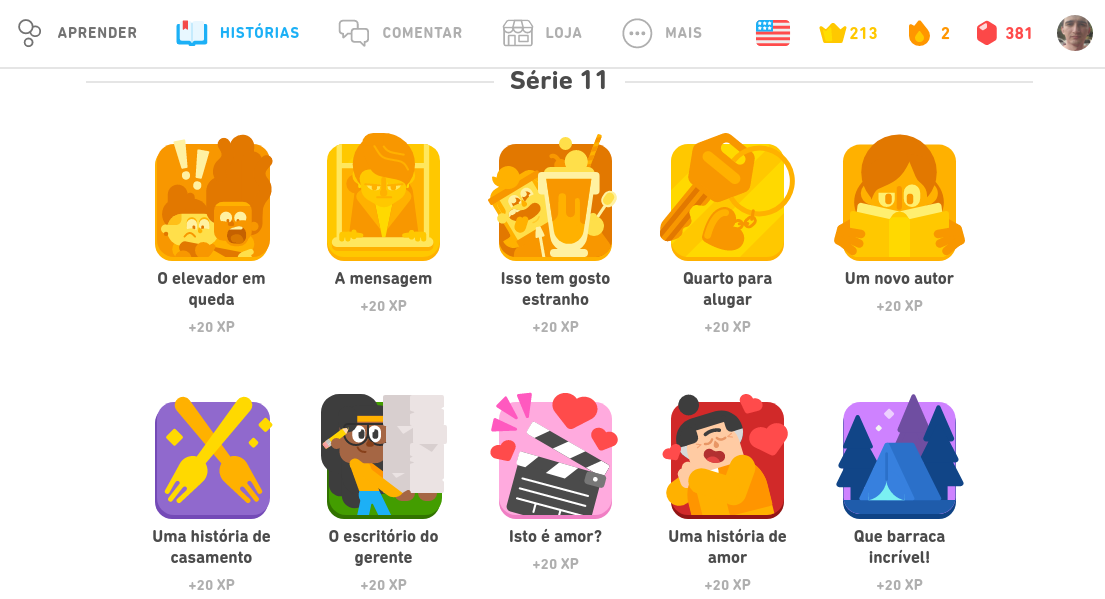 APRENDER HISTÓRIAS COMENTAR LOJA MAIS 213 2 381
Série 11
O elevador em queda
+20 XP
A mensagem
+20 XP
Isso tem gosto estranho
+20 XP
Quarto para alugar
+20 XP
Um novo autor
+20 XP
Uma história de casamento
+20 XP
O escritório do gerente
+20 XP
Isto é amor?
+20 XP
Uma história de amor
+20 XP
Que barraca incrível!
+20 XP